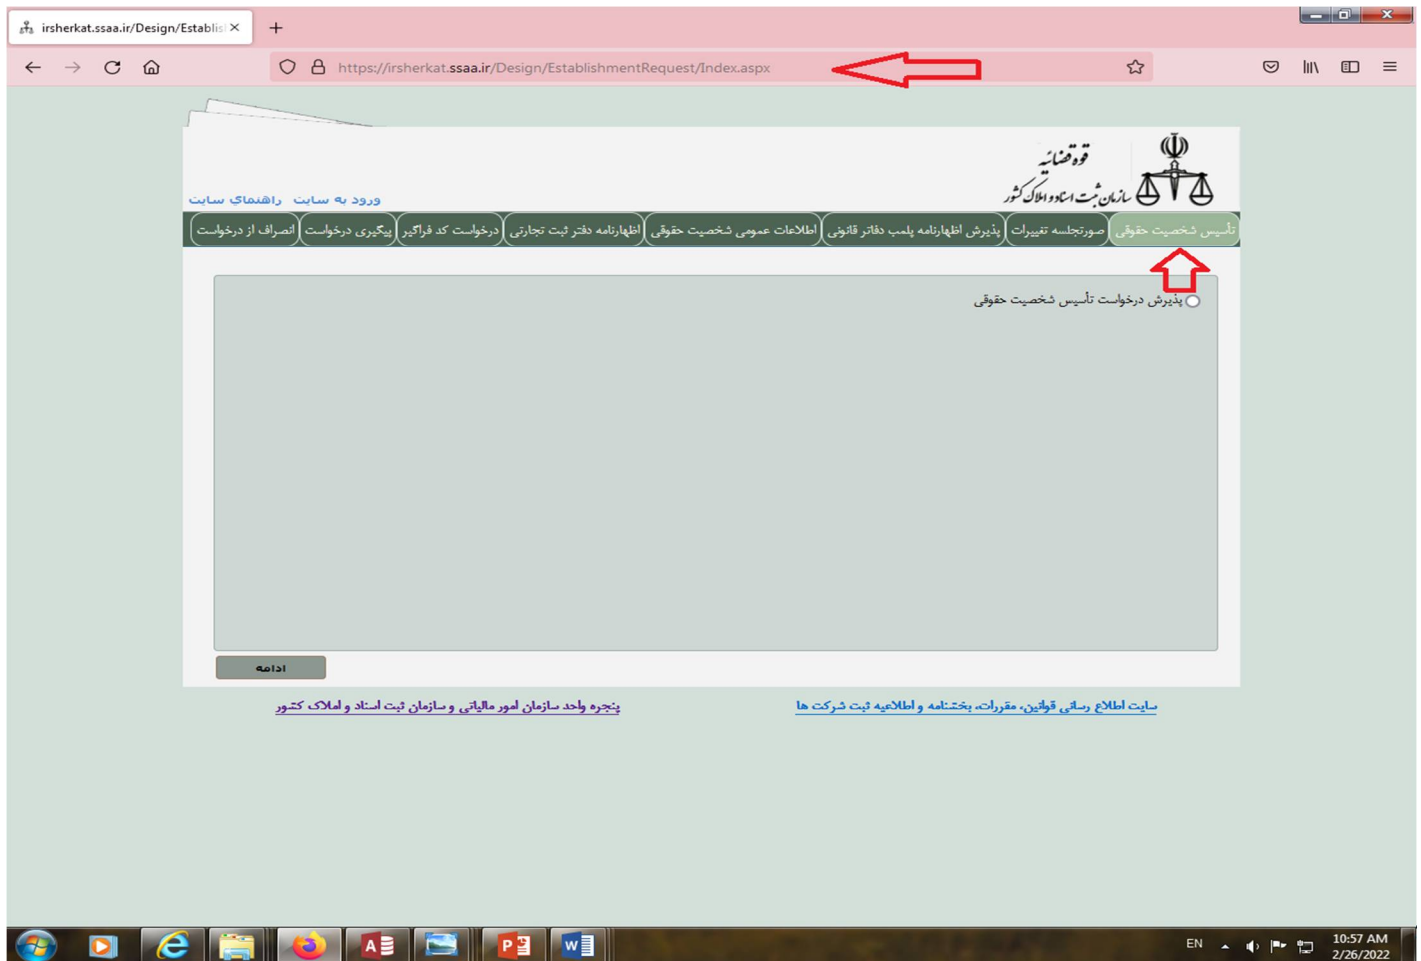 irsherkat.ssaa.ir/Design/Establis
https://irsherkat.ssaa.ir/Design/EstablishmentRequest/Index.aspx
قوه قضائیه
سازمان ثبت اسناد و املاک کشور
ورود به سایت راهنمای سایت
تأسیس شخصیت حقوقی صورتجلسه تغییرات پذیرش اظهارنامه پلمب دفاتر قانونی اطلاعات عمومی شخصیت حقوقی اظهارنامه دفتر ثبت تجارتی درخواست کد فراگیر پیگیری درخواست انصراف از درخواست
پذیرش درخواست تأسیس شخصیت حقوقی
ادامه
سایت اطلاع رسانی قوانین، مقررات، بخشنامه و اطلاعیه ثبت شرکت ها پنجره واحد سازمان امور مالیاتی و سازمان ثبت اسناد و املاک کشور
EN
10:57 AM
2/26/2022